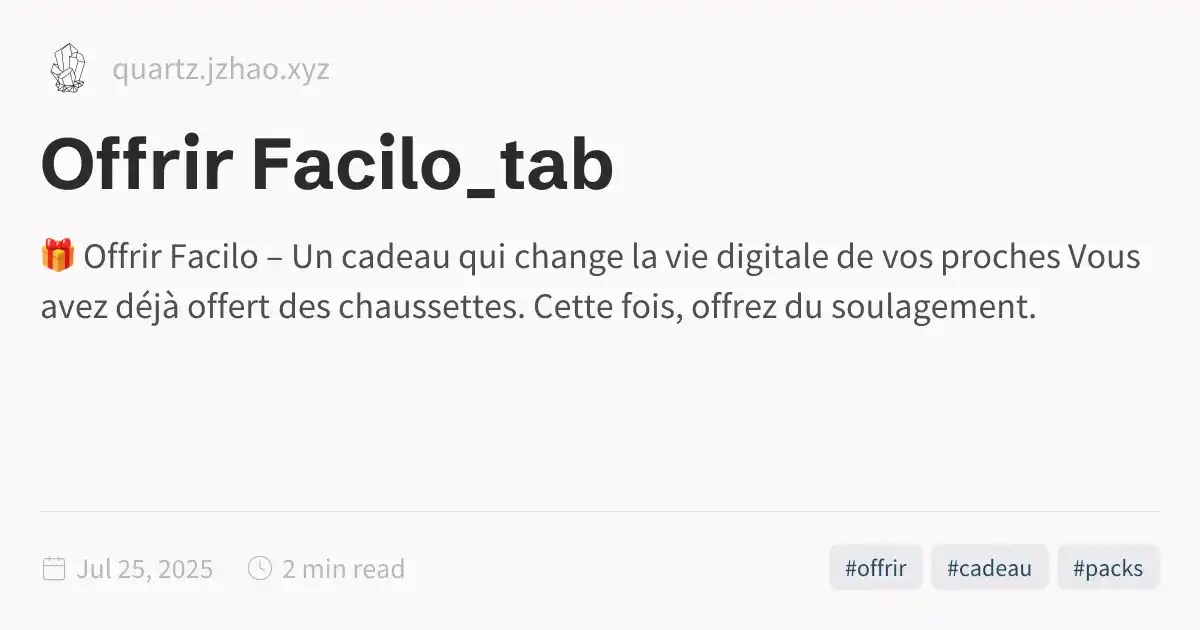 quartz.jzhao.xyz
Offrir Facilo_tab
🎁 Offrir Facilo – Un cadeau qui change la vie digitale de vos proches Vous
avez déjà offert des chaussettes. Cette fois, offrez du soulagement.
Jul 25, 2025 2 min read #offrir #cadeau #packs